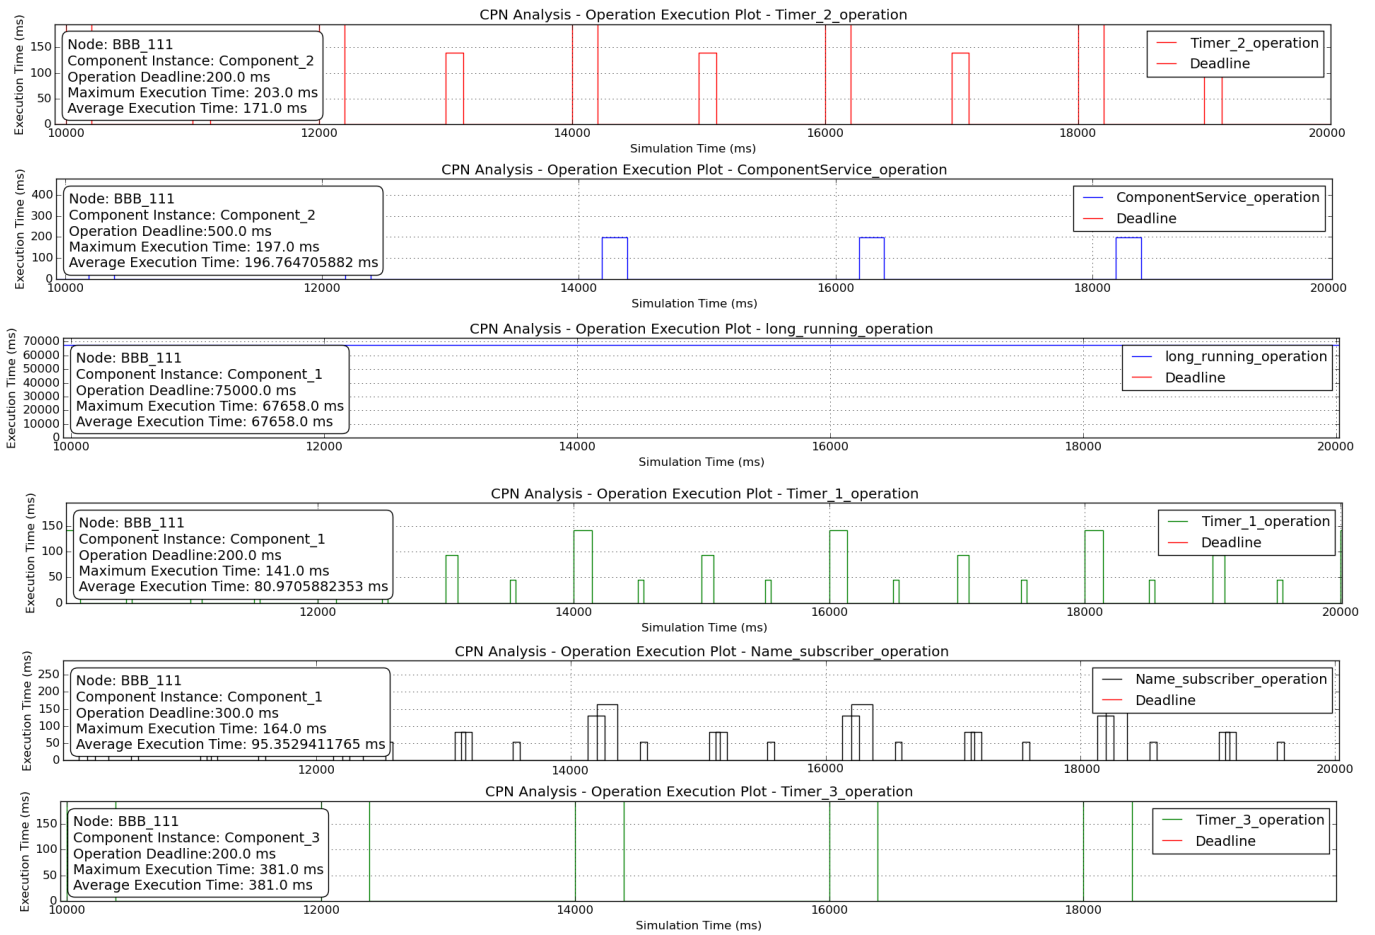 CPN Analysis - Operation Execution Plot - Timer_2_operation
Execution Time (ms)
150
100
50
0
Node: BBB_111
Component Instance: Component_2
Operation Deadline:200.0 ms
Maximum Execution Time: 203.0 ms
Average Execution Time: 171.0 ms
Timer_2_operation
Deadline
10000 12000 14000 16000 18000 20000
Simulation Time (ms)
CPN Analysis - Operation Execution Plot - ComponentService_operation
Execution Time (ms)
400
300
200
100
0
Node: BBB_111
Component Instance: Component_2
Operation Deadline:500.0 ms
Maximum Execution Time: 197.0 ms
Average Execution Time: 196.764705882 ms
ComponentService_operation
Deadline
10000 12000 14000 16000 18000 20000
Simulation Time (ms)
CPN Analysis - Operation Execution Plot - long_running_operation
Execution Time (ms)
70000
60000
50000
40000
30000
20000
10000
0
Node: BBB_111
Component Instance: Component_1
Operation Deadline:75000.0 ms
Maximum Execution Time: 67658.0 ms
Average Execution Time: 67658.0 ms
long_running_operation
Deadline
10000 12000 14000 16000 18000 20000
Simulation Time (ms)
CPN Analysis - Operation Execution Plot - Timer_1_operation
Execution Time (ms)
150
100
50
0
Node: BBB_111
Component Instance: Component_1
Operation Deadline:200.0 ms
Maximum Execution Time: 141.0 ms
Average Execution Time: 80.9705882353 ms
Timer_1_operation
Deadline
12000 14000 16000 18000 20000
Simulation Time (ms)
CPN Analysis - Operation Execution Plot - Name_subscriber_operation
Execution Time (ms)
250
200
150
100
50
0
Node: BBB_111
Component Instance: Component_1
Operation Deadline:300.0 ms
Maximum Execution Time: 164.0 ms
Average Execution Time: 95.3529411765 ms
Name_subscriber_operation
Deadline
12000 14000 16000 18000 20000
Simulation Time (ms)
CPN Analysis - Operation Execution Plot - Timer_3_operation
Execution Time (ms)
150
100
50
0
Node: BBB_111
Component Instance: Component_3
Operation Deadline:200.0 ms
Maximum Execution Time: 381.0 ms
Average Execution Time: 381.0 ms
Timer_3_operation
Deadline
10000 12000 14000 16000 18000
Simulation Time (ms)